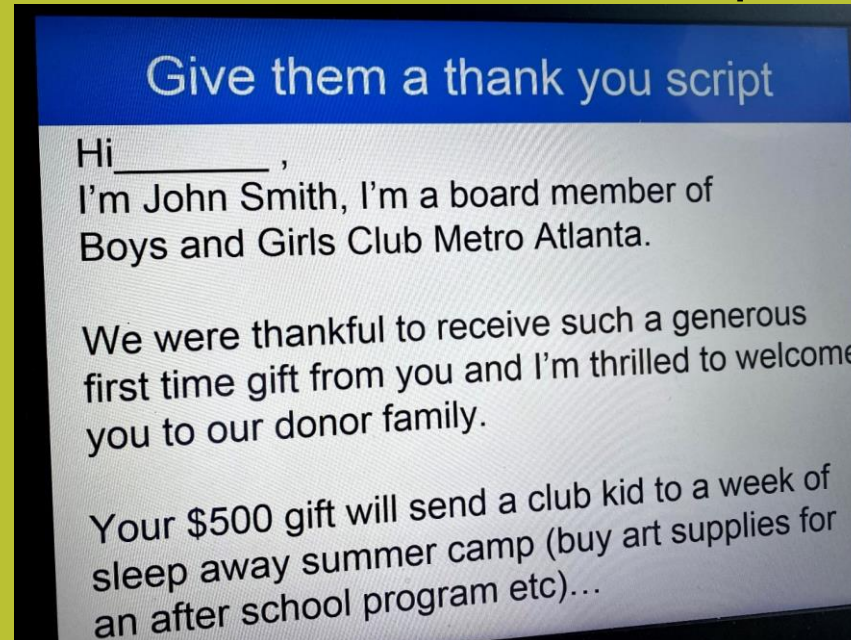 Give them a thank you script
Hi_______ ,
I'm John Smith, I'm a board member of
Boys and Girls Club Metro Atlanta.
We were thankful to receive such a generous
first time gift from you and I'm thrilled to welcome
you to our donor family.
Your $500 gift will send a club kid to a week of
sleep away summer camp (buy art supplies for
an after school program etc)...